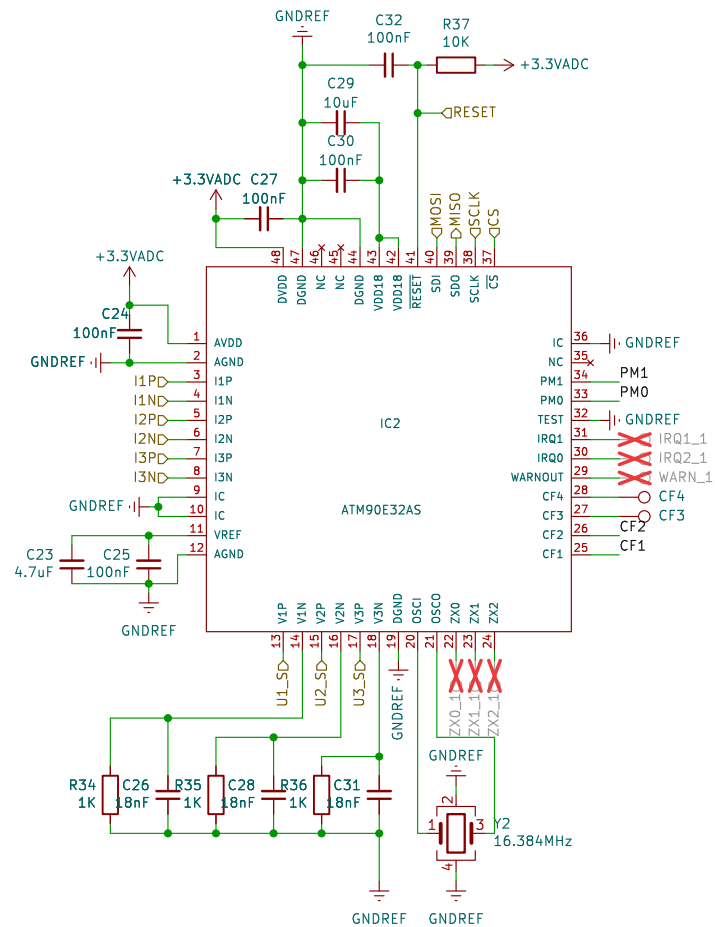 GNDREF
C32
100nF
R37
10K
+3.3VADC
C29
10uF
RESET
C30
100nF
+3.3VADC
C27
100nF
MOSI
MISO
SCLK
CS
48 47 46 45 44 43 42 41 40 39 38 37
DVDD DGND NC NC DGND VDD18 VDD18 RESET SDI SDO SCLK CS
+3.3VADC
C24
100nF
GNDREF
1 AVDD
2 AGND
I1P 3 I1P
I1N 4 I1N
I2P 5 I2P
I2N 6 I2N
I3P 7 I3P
I3N 8 I3N
9 IC
GNDREF
10 IC
11 VREF
12 AGND
C23
4.7uF
C25
100nF
GNDREF
IC2
ATM90E32AS
IC 36 GNDREF
NC 35
PM1 34 PM1
PM0 33 PM0
TEST 32 GNDREF
IRQ1 31 IRQ1_1
IRQ0 30 IRQ2_1
WARNOUT 29 WARN_1
CF4 28 CF4
CF3 27 CF3
CF2 26 CF2
CF1 25 CF1
V1P V1N V2P V2N V3P V3N DGND OSCI OSCO ZX0 ZX1 ZX2
13 14 15 16 17 18 19 20 21 22 23 24
U1_S
U2_S
U3_S
GNDREF
ZX0_1
ZX1_1
ZX2_1
R34
1K
C26
18nF
R35
1K
C28
18nF
R36
1K
C31
18nF
GNDREF
GNDREF
2
1
3
4
Y2
16.384MHz
GNDREF